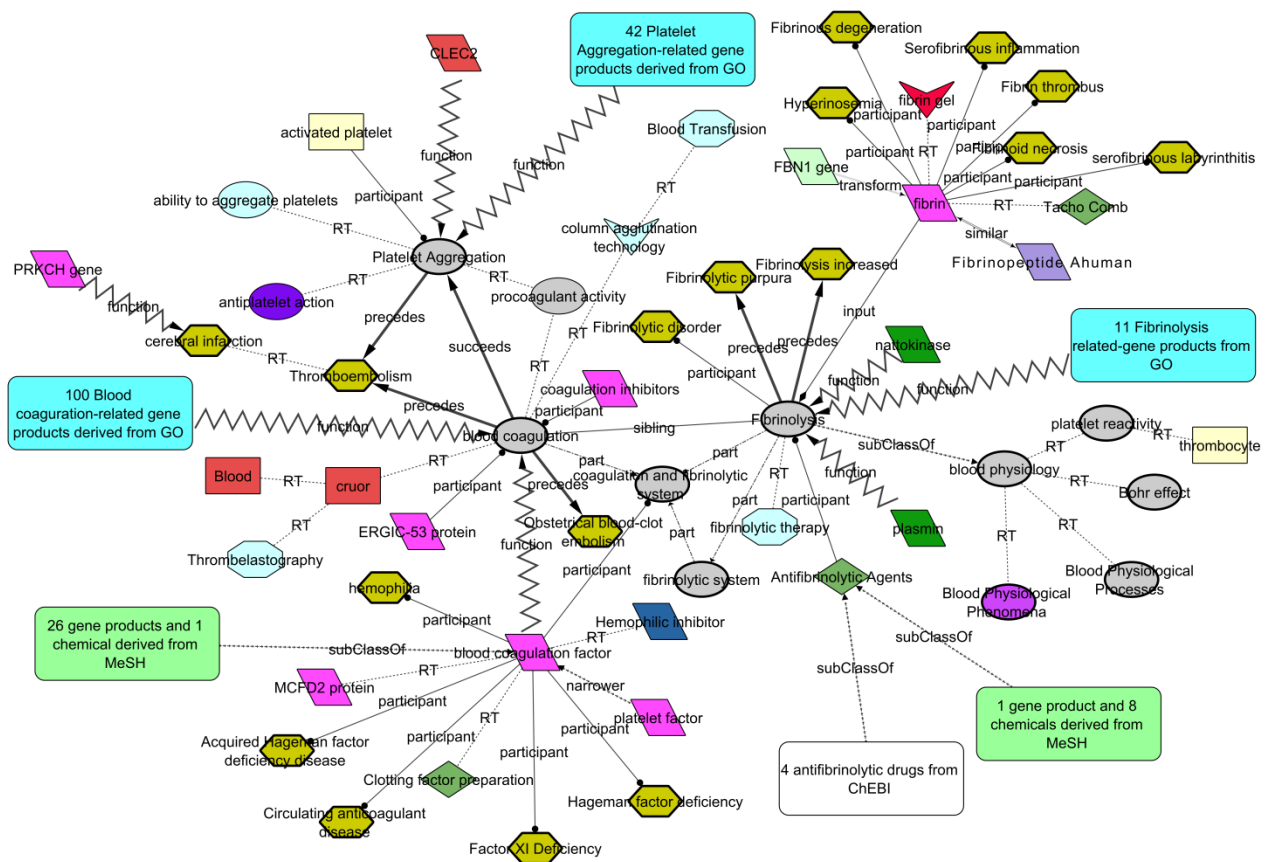 Fibrinous degeneration
42 Platelet
Aggregation-related gene
products derived from GO
CLEC2
Serofibrinous inflammation
fibrin gel
Fibrin thrombus
Hyperinosemia
participant
participant
activated platelet
Blood Transfusion
function
function
participant
RT
particip
Fibrinoid necrosis
serofibrinous labyrinthitis
FBN1 gene
transform
participant
participant
participant
RT
fibrin
RT
Tacho Comb
ability to aggregate platelets
participant
RT
column agglutination
technology
similar
Fibrinopeptide Ahuman
Platelet Aggregation
PRKCH gene
function
antiplatelet action
RT
RT
procoagulant activity
Fibrinolytic purpura
Fibrinolysis increased
input
precedes
succeeds
RT
RT
Fibrinolytic disorder
precedes
precedes
nattokinase
11 Fibrinolysis
related-gene products from
GO
cerebral infarction
RT
Thromboembolism
participant
function
function
100 Blood
coaguration-related gene
products derived from GO
precedes
coagulation inhibitors
participant
function
blood coagulation
sibling
Fibrinolysis
subClassOf
platelet reactivity
RT
RT
thrombocyte
Blood
RT
cruor
RT
part
part
coagulation and fibrinolytic
system
RT
function
blood physiology
RT
Bohr effect
participant
precedes
part
participant
RT
ERGIC-53 protein
Obstetrical blood-clot
embolism
fibrinolytic therapy
plasmin
RT
RT
Thrombelastography
function
participant
part
fibrinolytic system
Antifibrinolytic Agents
Blood Physiological
Phenomena
Blood Physiological
Processes
hemophilia
26 gene products and 1
chemical derived from
MeSH
participant
Hemophilic inhibitor
RT
subClassOf
blood coagulation factor
subClassOf
subClassOf
MCFD2 protein
RT
narrower
participant
RT
platelet factor
participant
participant
participant
1 gene product and 8
chemicals derived from
MeSH
Acquired Hageman factor
deficiency disease
Clotting factor preparation
4 antifibrinolytic drugs from
ChEBI
Circulating anticoagulant
disease
Hageman factor deficiency
Factor XI Deficiency